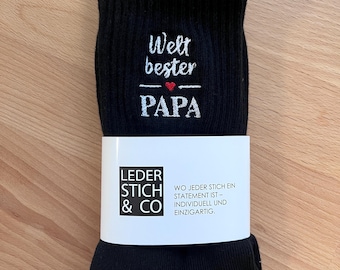 Welt
bester
PAPA
LEDER
STICH
& CO
WO JEDER STICH EIN
STATEMENT IST –
INDIVIDUELL UND
EINZIGARTIG.